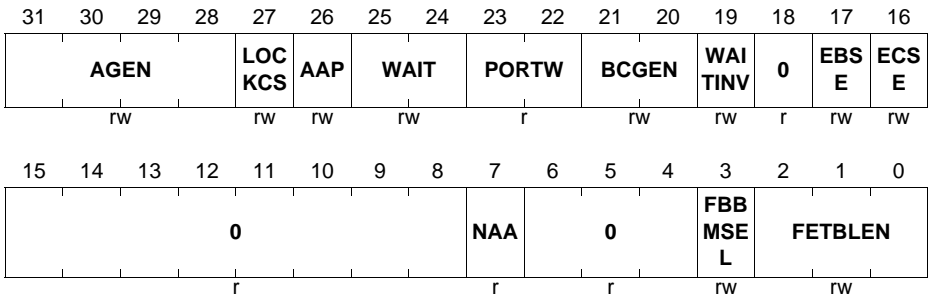 31 30 29 28 27 26 25 24 23 22 21 20 19 18 17 16
AGEN LOC KCS AAP WAIT PORTW BCGEN WAI TINV 0 EBS E ECS E
rw rw rw rw r rw rw r rw rw
15 14 13 12 11 10 9 8 7 6 5 4 3 2 1 0
0 NAA 0 FBB MSE L FETBLEN
r r r rw rw